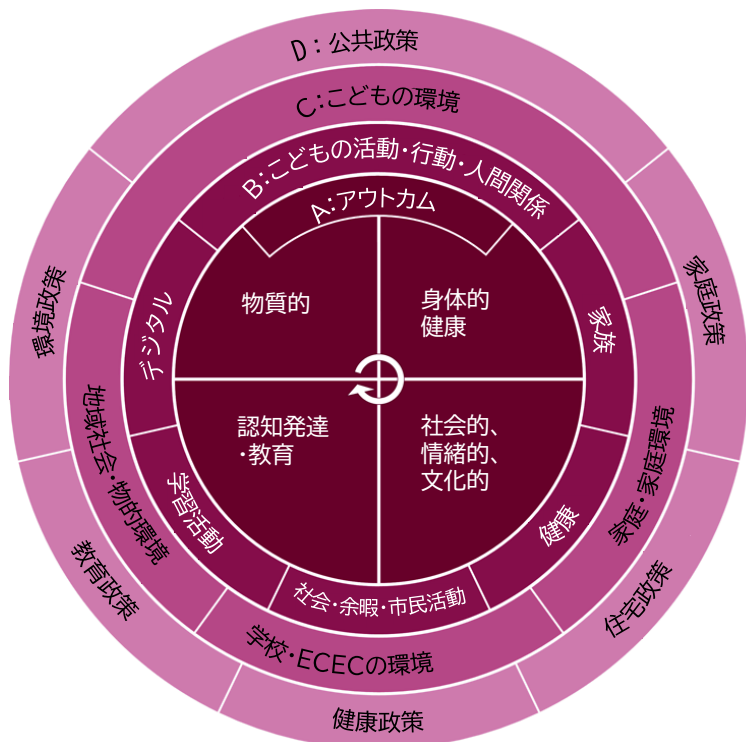 D：公共政策
C：こどもの環境
B：こどもの活動・行動・人間関係
A：アウトカム
物質的
身体的
健康
認知発達
・教育
社会的、
情緒的、
文化的
デジタル
家族
学習活動
健康
社会・余暇・市民活動
地域社会・物的環境
家庭・家庭環境
学校・ECECの環境
環境政策
家庭政策
教育政策
住宅政策
健康政策